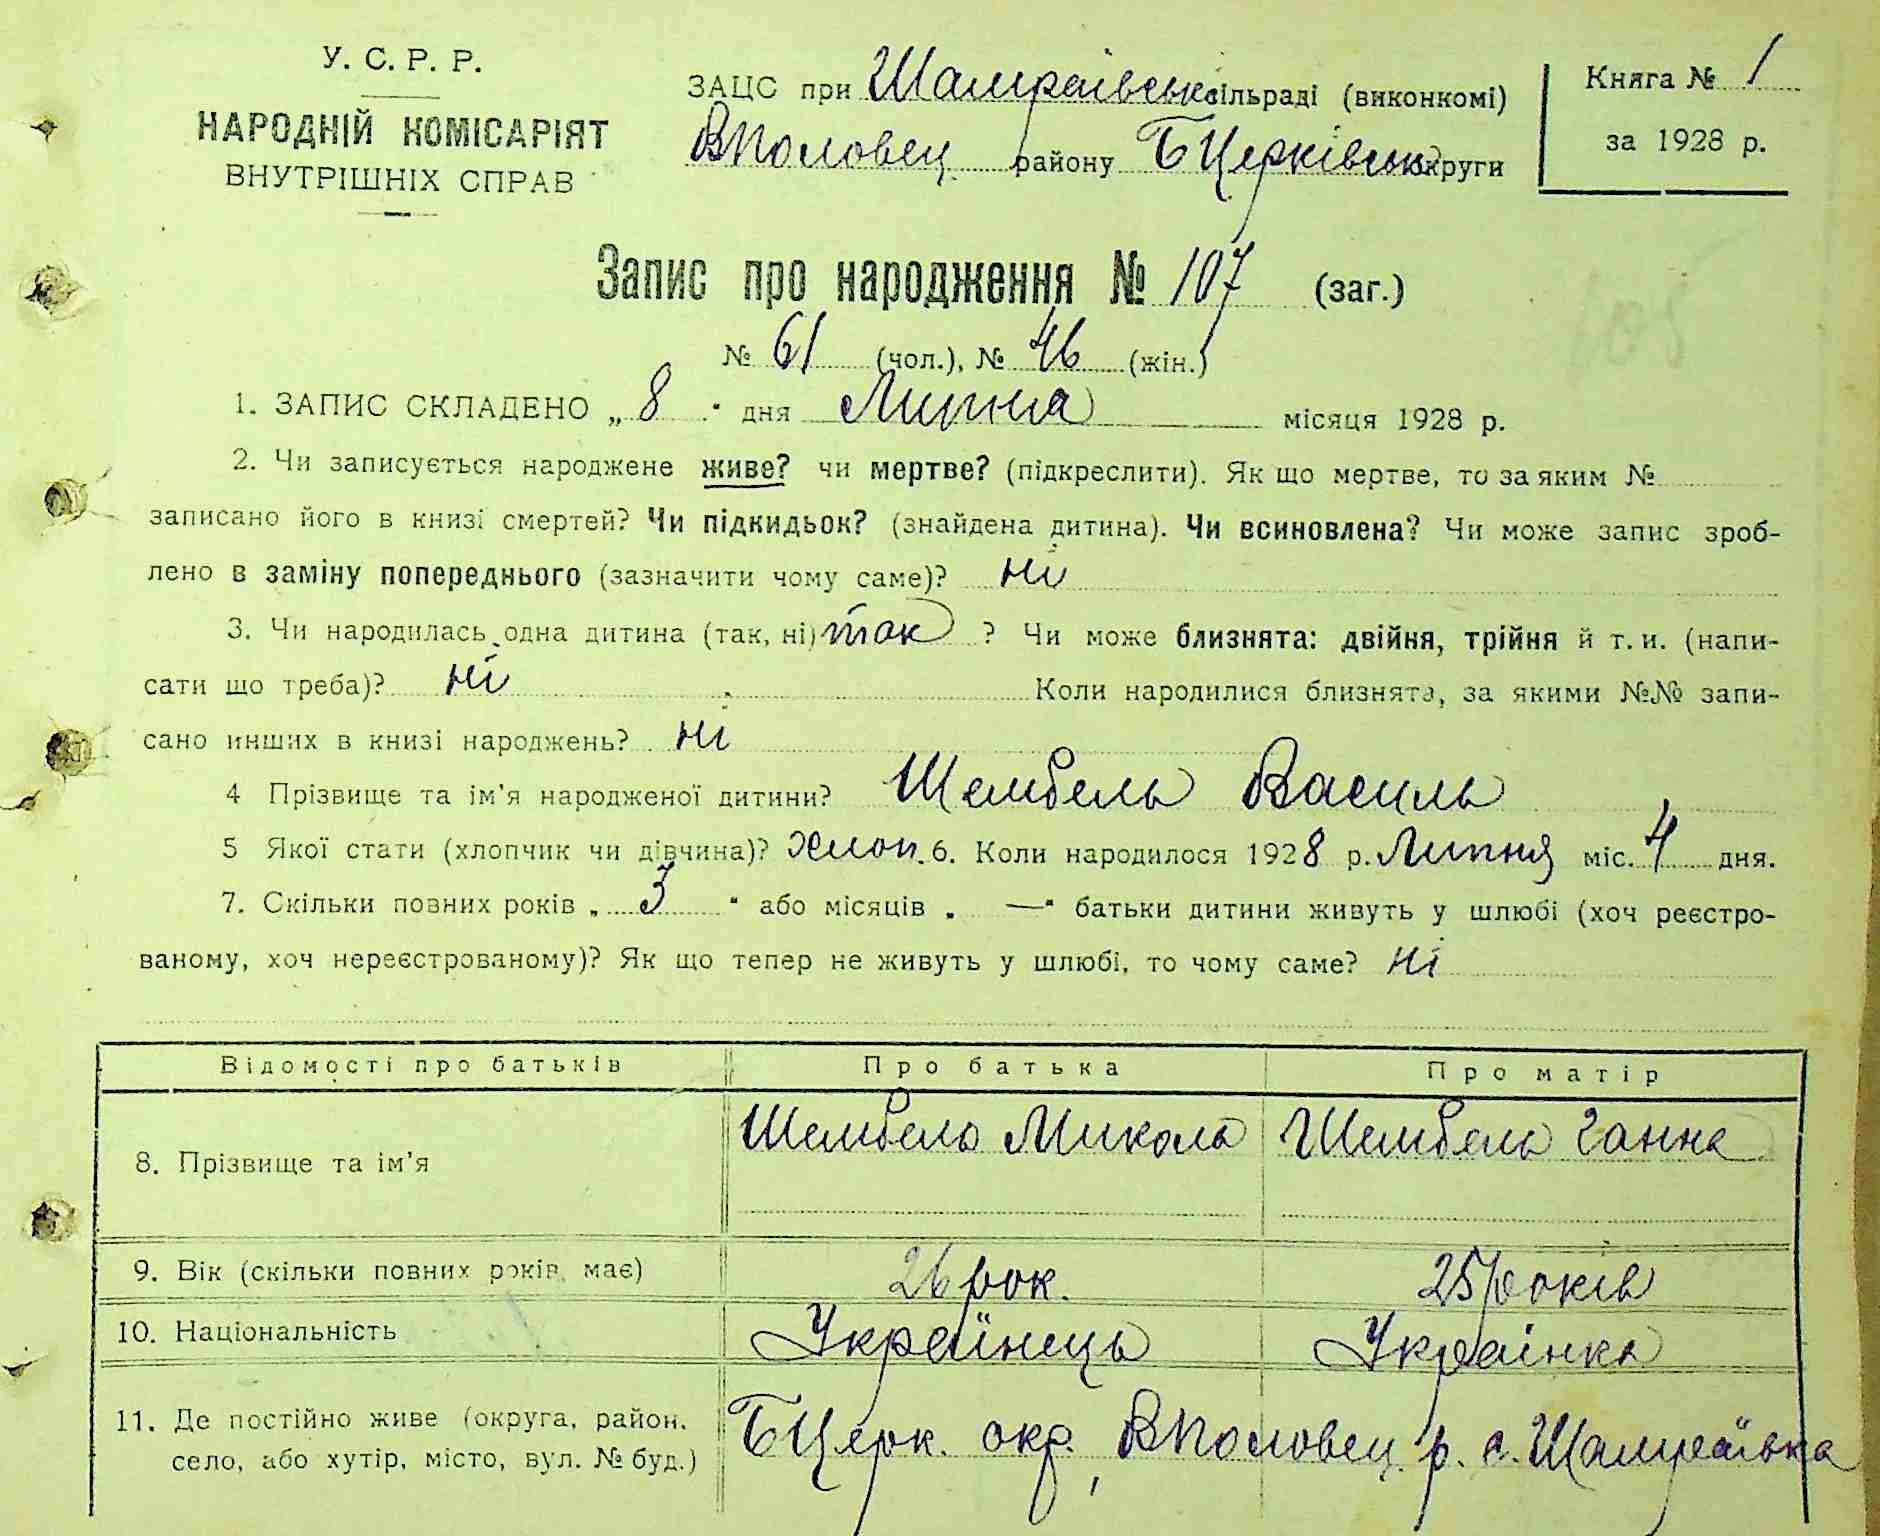 У. С. Р. Р.
НАРОДНІЙ КОМІСАРІЯТ
ВНУТРІШНІХ СПРАВ
ЗАЦС при Шамраївськ сільраді (виконкомі)
ВПоловец. району БЦерківськ округи
Книга № 1
за 1928 р.
Запис про народження № 107 (заг.)
№ 61 (чол.), № 46 (жін.)
1. ЗАПИС СКЛАДЕНО „ 8 " дня Липня місяця 1928 р.
2. Чи записується народжене живе? чи мертве? (підкреслити). Як що мертве, то за яким №
записано його в книзі смертей? Чи підкидьок? (знайдена дитина). Чи всиновлена? Чи може запис зроб-
лено в заміну попереднього (зазначити чому саме)? ні
3. Чи народилась одна дитина (так, ні) так ? Чи може близнята: двійня, трійня й т. и. (напи-
сати що треба)? ні Коли народилися близнята, за якими №№ запи-
сано инших в книзі народжень? ні
4 Прізвище та ім'я народженої дитини? Шембель Василь
5 Якої стати (хлопчик чи дівчина)? Хлоп. 6. Коли народилося 1928 р. Липня міс. 4 дня.
7. Скільки повних років „ 3 " або місяців „ — " батьки дитини живуть у шлюбі (хоч реєстро-
ваному, хоч нереєстрованому)? Як що тепер не живуть у шлюбі, то чому саме? ні
Відомості про батьків Про батька Про матір
8. Прізвище та ім'я Шембель Микола Шембель Ганна
9. Вік (скільки повних років має) 26 рок. 25 років
10. Національність Українець Українка
11. Де постійно живе (округа, район,
село, або хутір, місто, вул. № буд.) БЦерк. окр., ВПоловец. р. с. Шамраївка